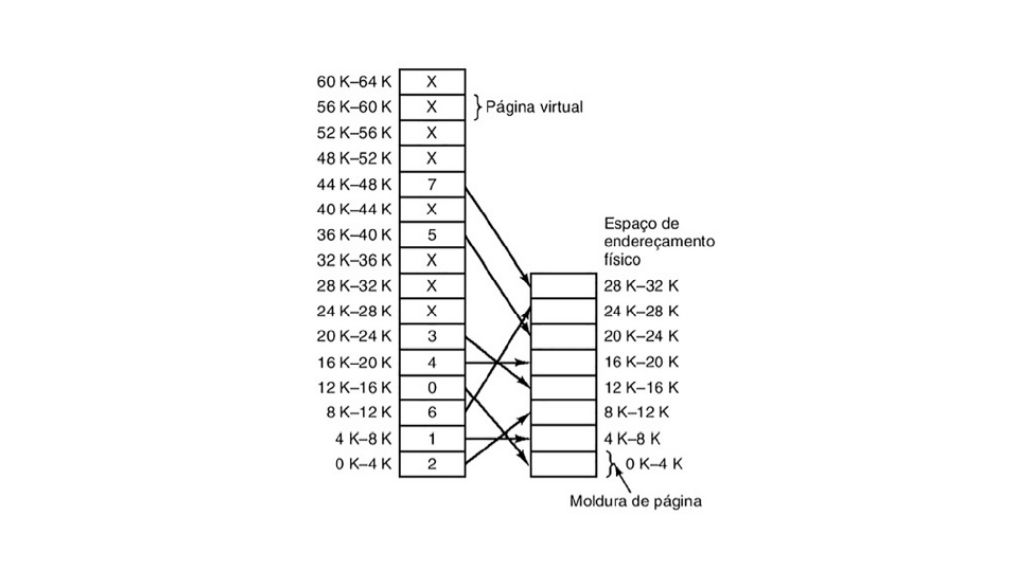 60 K–64 K X
56 K–60 K X Página virtual
52 K–56 K X
48 K–52 K X
44 K–48 K 7
40 K–44 K X
36 K–40 K 5
32 K–36 K X
28 K–32 K X
24 K–28 K X
20 K–24 K 3
16 K–20 K 4
12 K–16 K 0
8 K–12 K 6
4 K–8 K 1
0 K–4 K 2
Espaço de
endereçamento
físico
28 K–32 K
24 K–28 K
20 K–24 K
16 K–20 K
12 K–16 K
8 K–12 K
4 K–8 K
0 K–4 K
Moldura de página